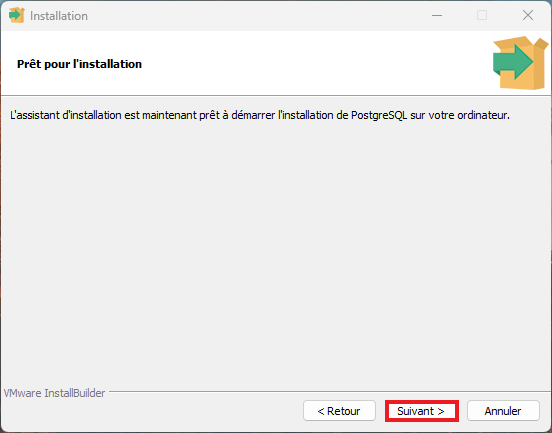 Installation
Prêt pour l'installation
L'assistant d'installation est maintenant prêt à démarrer l'installation de PostgreSQL sur votre ordinateur.
VMware InstallBuilder
< Retour
Suivant >
Annuler